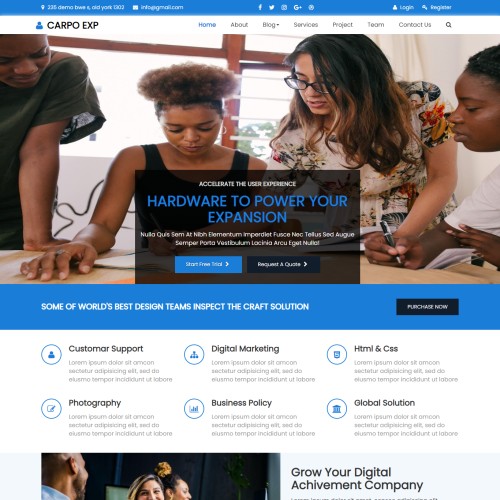 235 demo bwe s, old york 1302 info@gmail.com Login Register
CARPO EXP Home About Blog Services Project Team Contact Us
ACCELERATE THE USER EXPERIENCE
HARDWARE TO POWER YOUR
EXPANSION
Nulla Quis Sem At Nibh Elementum Imperdiet Fusce Nec Tellus Sed Augue
Semper Porta Vestibulum Lacinia Arcu Eget Nulla!
Start Free Trial Request A Quote
SOME OF WORLD'S BEST DESIGN TEAMS INSPECT THE CRAFT SOLUTION PURCHASE NOW
Customar Support Digital Marketing Html & Css
Lorem ipsum dolor sit amcon Lorem ipsum dolor sit amcon Lorem ipsum dolor sit amcon
sectetur adipisicing elit, sed do sectetur adipisicing elit, sed do sectetur adipisicing elit, sed do
eiusmo tempor incididunt ut labore eiusmo tempor incididunt ut labore eiusmo tempor incididunt ut labore
Photography Business Policy Global Solution
Lorem ipsum dolor sit amcon Lorem ipsum dolor sit amcon Lorem ipsum dolor sit amcon
sectetur adipisicing elit, sed do sectetur adipisicing elit, sed do sectetur adipisicing elit, sed do
eiusmo tempor incididunt ut labore eiusmo tempor incididunt ut labore eiusmo tempor incididunt ut labore
Grow Your Digital
Achivement Company